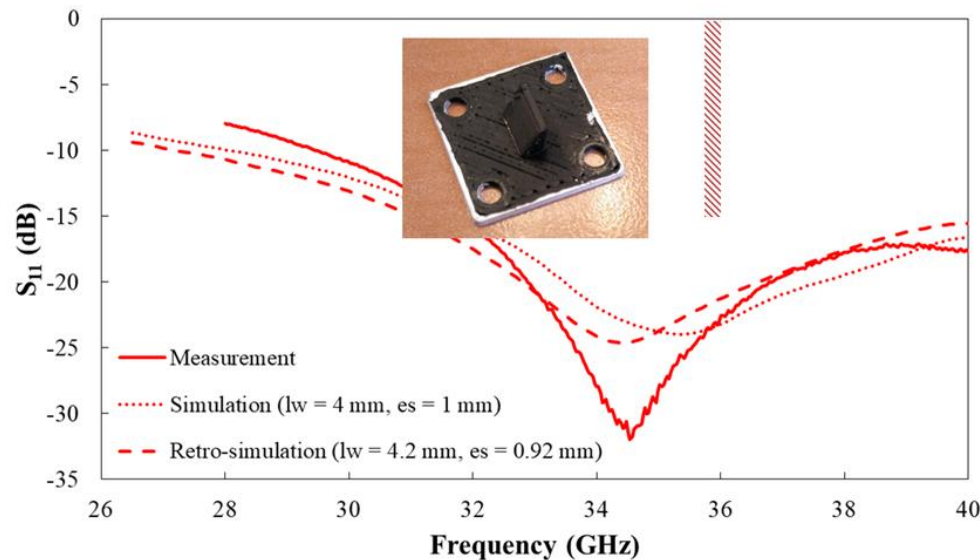 0
-5
-10
-15
-20
-25
-30
-35
S₁₁ (dB)
Measurement
Simulation (lw = 4 mm, es = 1 mm)
Retro-simulation (lw = 4.2 mm, es = 0.92 mm)
26 28 30 32 34 36 38 40
Frequency (GHz)